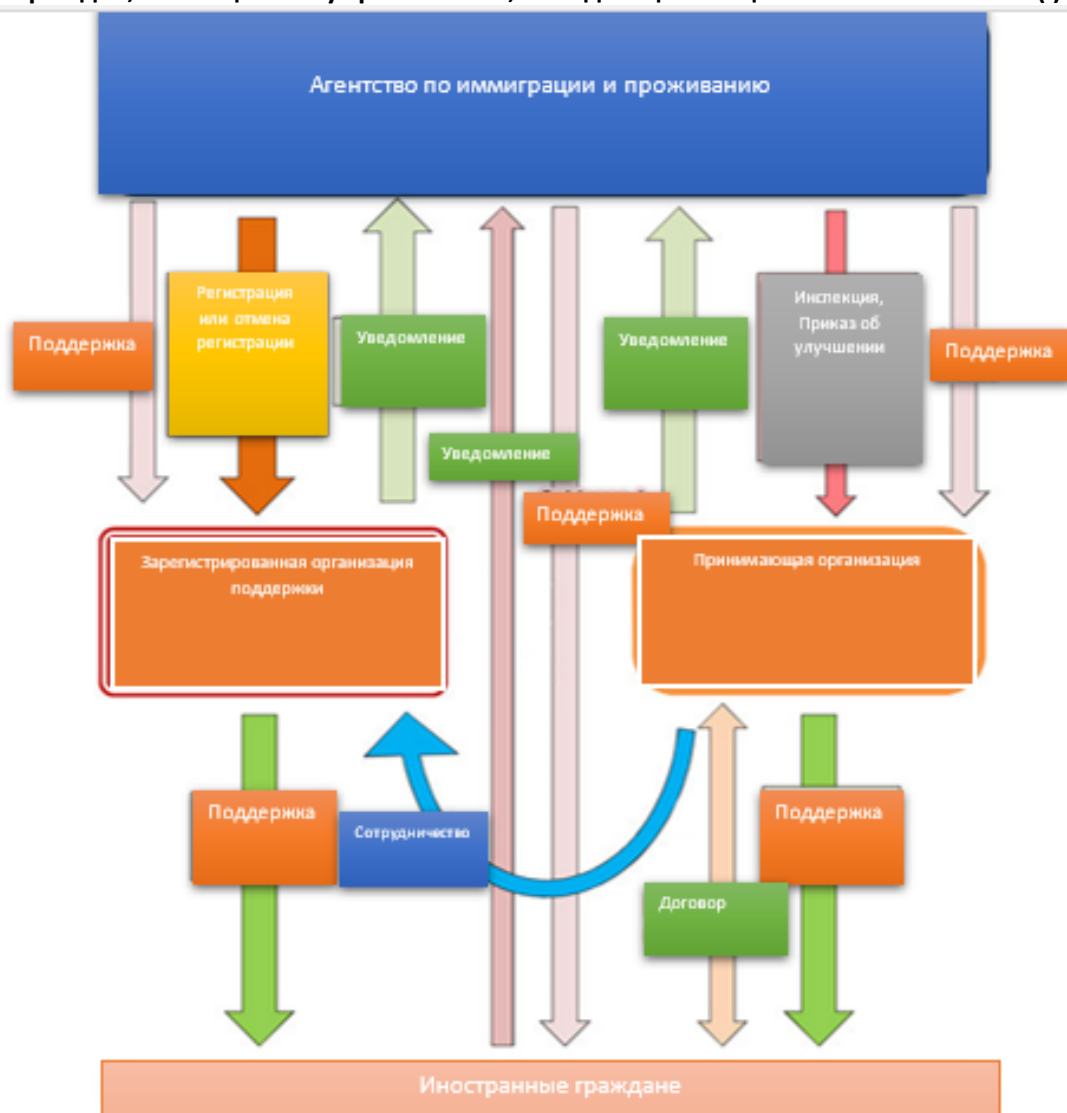 Агентство по иммиграции и проживанию
Регистрация
или отмена
регистрации
Поддержка
Уведомление
Уведомление
Инспекция,
Приказ об
улучшении
Поддержка
Уведомление
Поддержка
Зарегистрированная организация
поддержки
Принимающая организация
Поддержка
Сотрудничество
Поддержка
Договор
Иностранные граждане